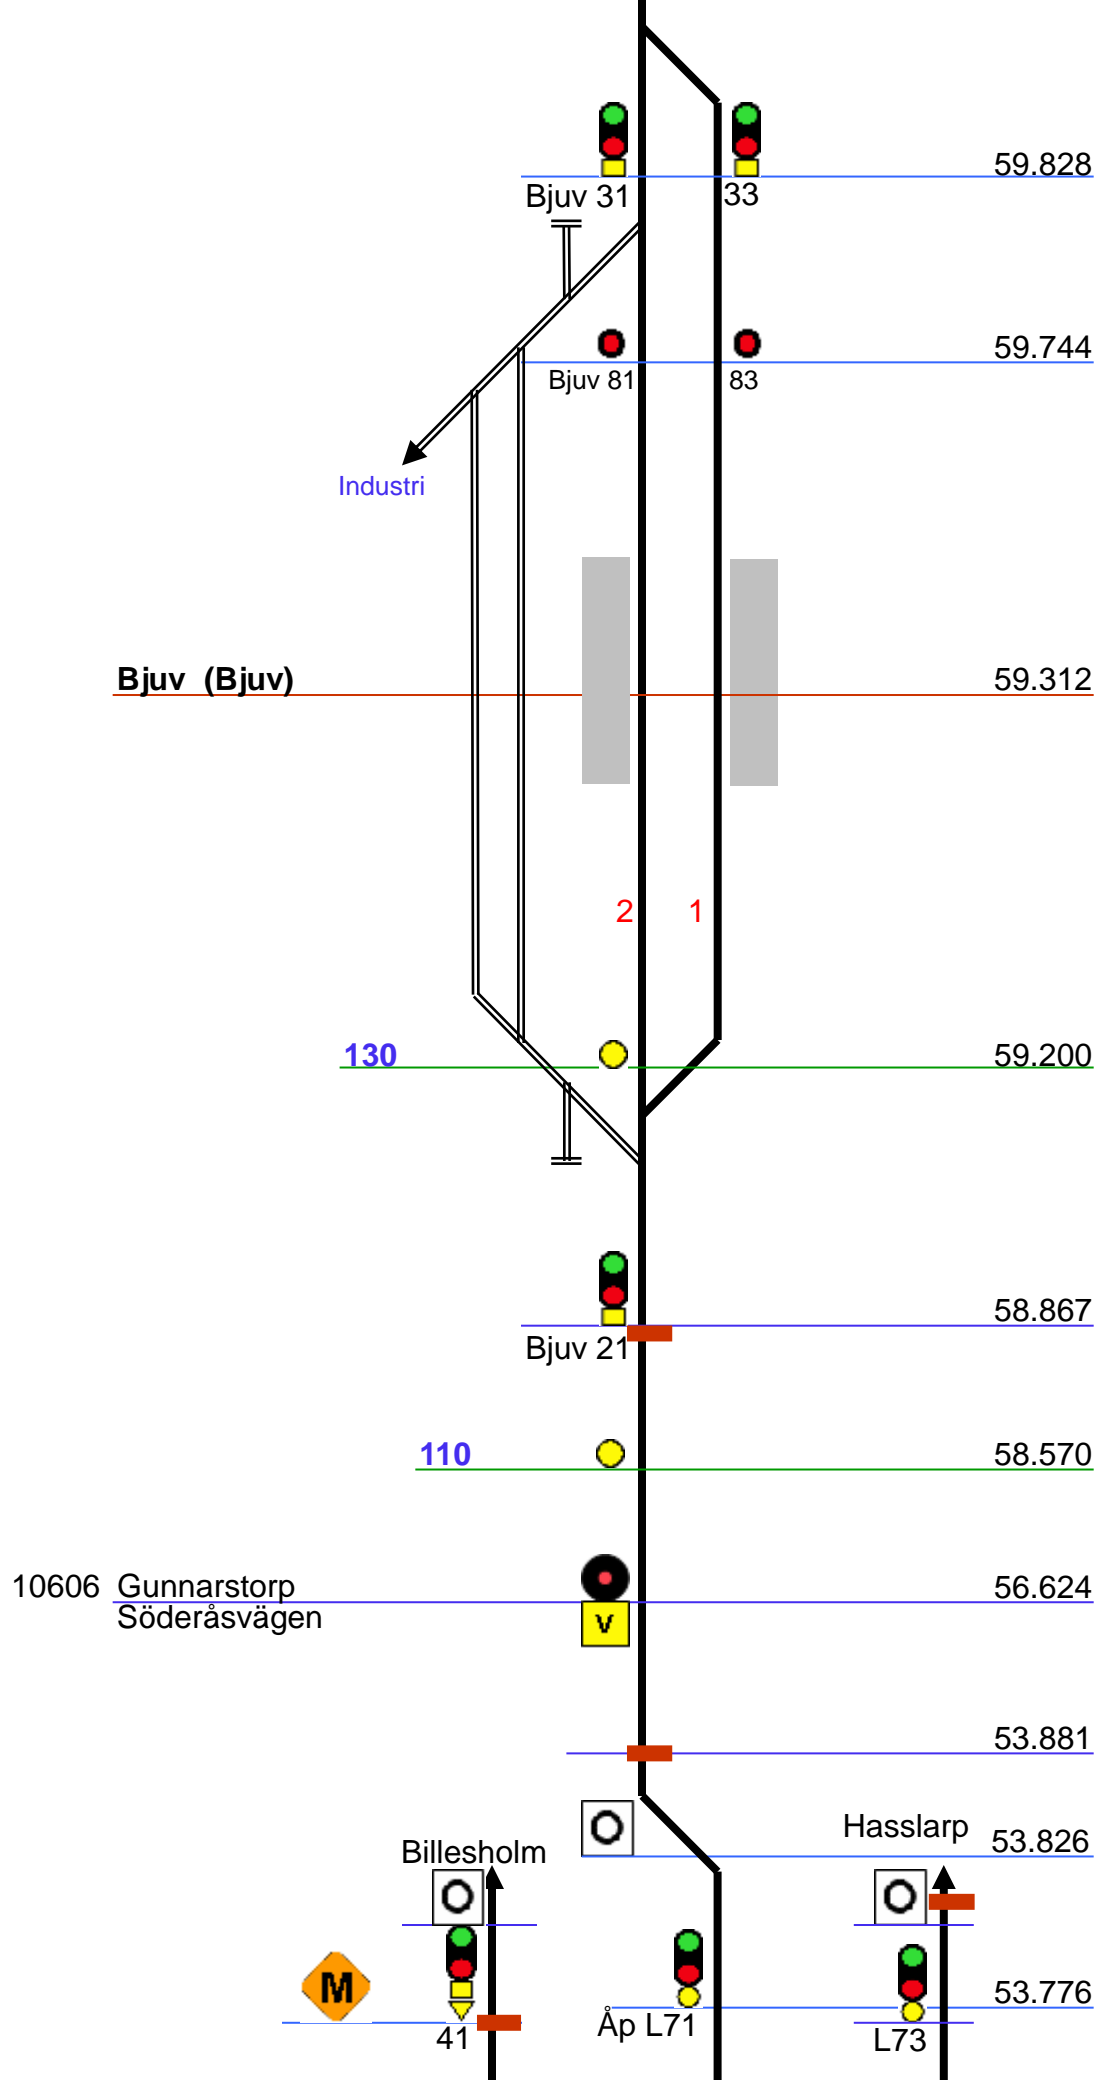 59.828
Bjuv 31
33
59.744
Bjuv 81
83
Industri
Bjuv (Bjuv)
59.312
2
1
130
59.200
58.867
Bjuv 21
110
58.570
10606 Gunnarstorp
56.624
Söderåsvägen
V
53.881
Hasslarp
53.826
Billesholm
M
53.776
41
Åp L71
L73